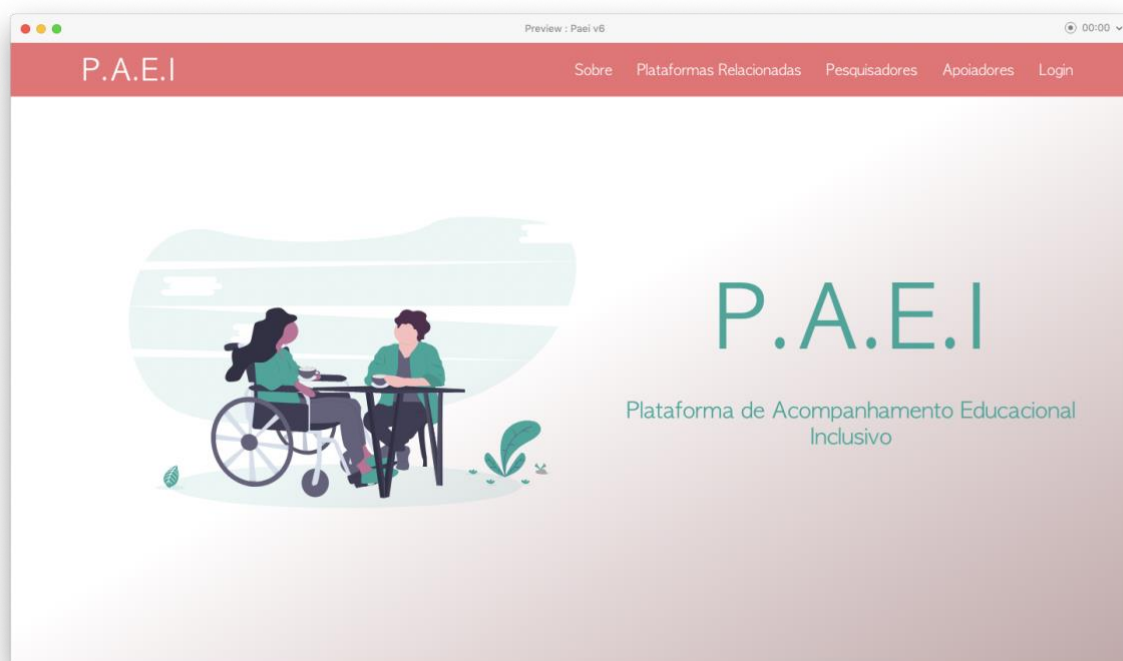 Preview : Paei v6
00:00
P.A.E.I
Sobre Plataformas Relacionadas Pesquisadores Apoiadores Login
P.A.E.I
Plataforma de Acompanhamento Educacional
Inclusivo